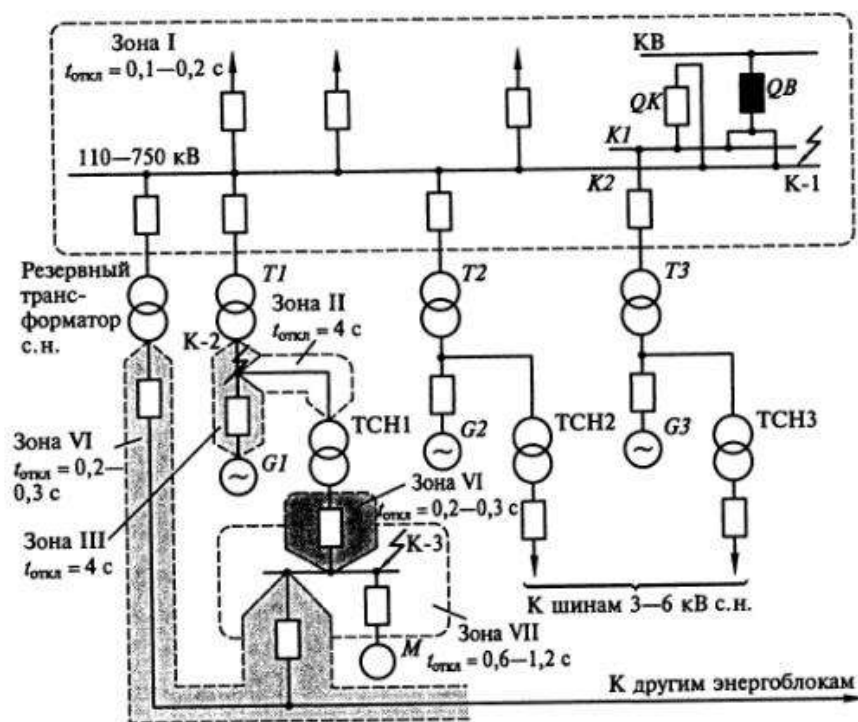 Зона I
tоткл = 0,1—0,2 с
КВ
QK
QB
K1
110—750 кВ
K2
К-1
Резервный
транс-
форматор
с.н.
T1
T2
T3
К-2
Зона II
tоткл = 4 с
ТСН1
G1
G2
ТСН2
G3
ТСН3
Зона VI
tоткл = 0,2—
0,3 с
Зона VI
tоткл = 0,2—0,3 с
Зона III
tоткл = 4 с
К-3
К шинам 3—6 кВ с.н.
M
Зона VII
tоткл = 0,6—1,2 с
К другим энергоблокам